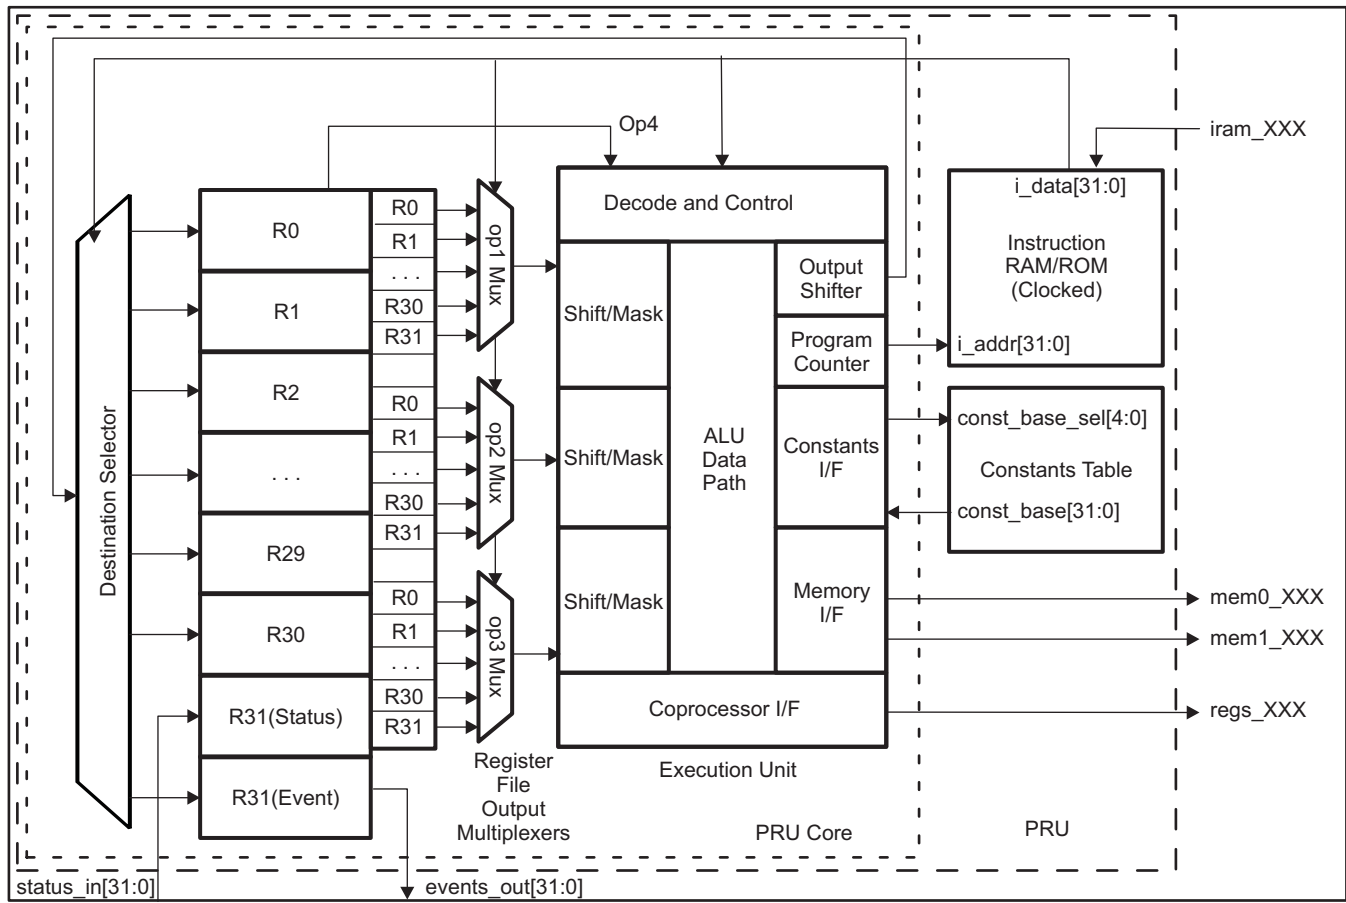 Op4
iram_XXX
Destination Selector
R0
R1
R2
. . .
R29
R30
R31(Status)
R31(Event)
R0
R1
. . .
R30
R31
R0
R1
. . .
R30
R31
R0
R1
. . .
R30
R31
op1 Mux
op2 Mux
op3 Mux
Register
File
Output
Multiplexers
Decode and Control
Shift/Mask
Shift/Mask
Shift/Mask
ALU
Data
Path
Output
Shifter
Program
Counter
Constants
I/F
Memory
I/F
Coprocessor I/F
Execution Unit
PRU Core
i_data[31:0]
Instruction
RAM/ROM
(Clocked)
i_addr[31:0]
const_base_sel[4:0]
Constants Table
const_base[31:0]
PRU
mem0_XXX
mem1_XXX
regs_XXX
status_in[31:0]
events_out[31:0]